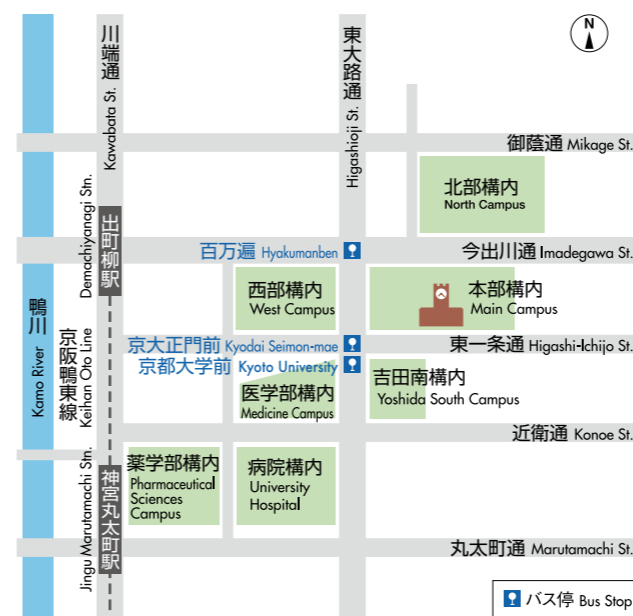 N
川端通
Kawabata St.
東大路通
Higashioji St.
御蔭通 Mikage St.
北部構内
North Campus
出町柳駅
Demachiyanagi Stn.
百万遍 Hyakumanben
今出川通 Imadegawa St.
西部構内
West Campus
本部構内
Main Campus
鴨川
Kamo River
京阪鴨東線
Keihan Oto Line
京大正門前 Kyodai Seimon-mae
東一条通 Higashi-Ichijo St.
京都大学前 Kyoto University
医学部構内
Medicine Campus
吉田南構内
Yoshida South Campus
近衛通 Konoe St.
神宮丸太町駅
Jingu Marutamachi Stn.
薬学部構内
Pharmaceutical
Sciences
Campus
病院構内
University
Hospital
丸太町通 Marutamachi St.
バス停 Bus Stop